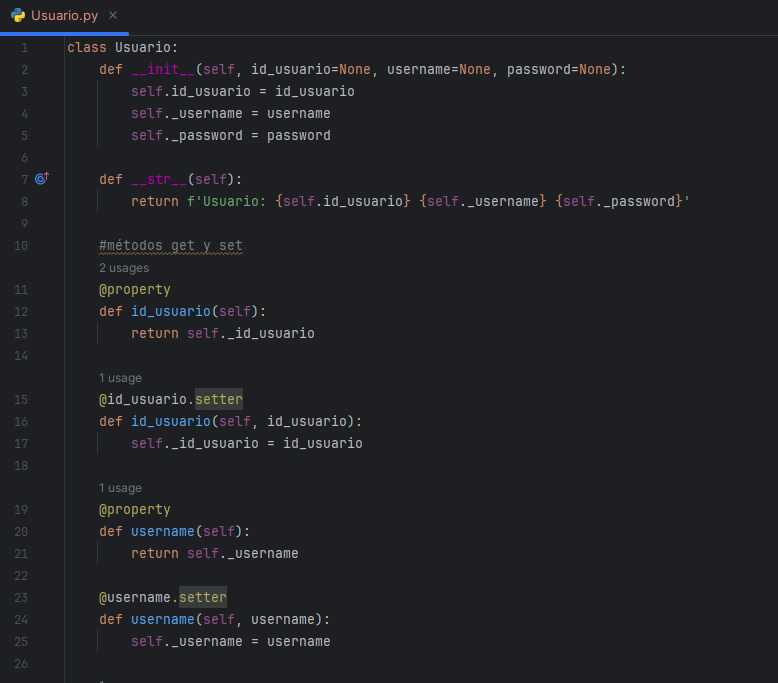 Usuario.py ×
1 class Usuario:
2     def __init__(self, id_usuario=None, username=None, password=None):
3         self.id_usuario = id_usuario
4         self._username = username
5         self._password = password
6
7     def __str__(self):
8         return f'Usuario: {self.id_usuario} {self._username} {self._password}'
9
10     #métodos get y set
2 usages
11     @property
12     def id_usuario(self):
13         return self._id_usuario
14
1 usage
15     @id_usuario.setter
16     def id_usuario(self, id_usuario):
17         self._id_usuario = id_usuario
18
1 usage
19     @property
20     def username(self):
21         return self._username
22
23     @username.setter
24     def username(self, username):
25         self._username = username
26